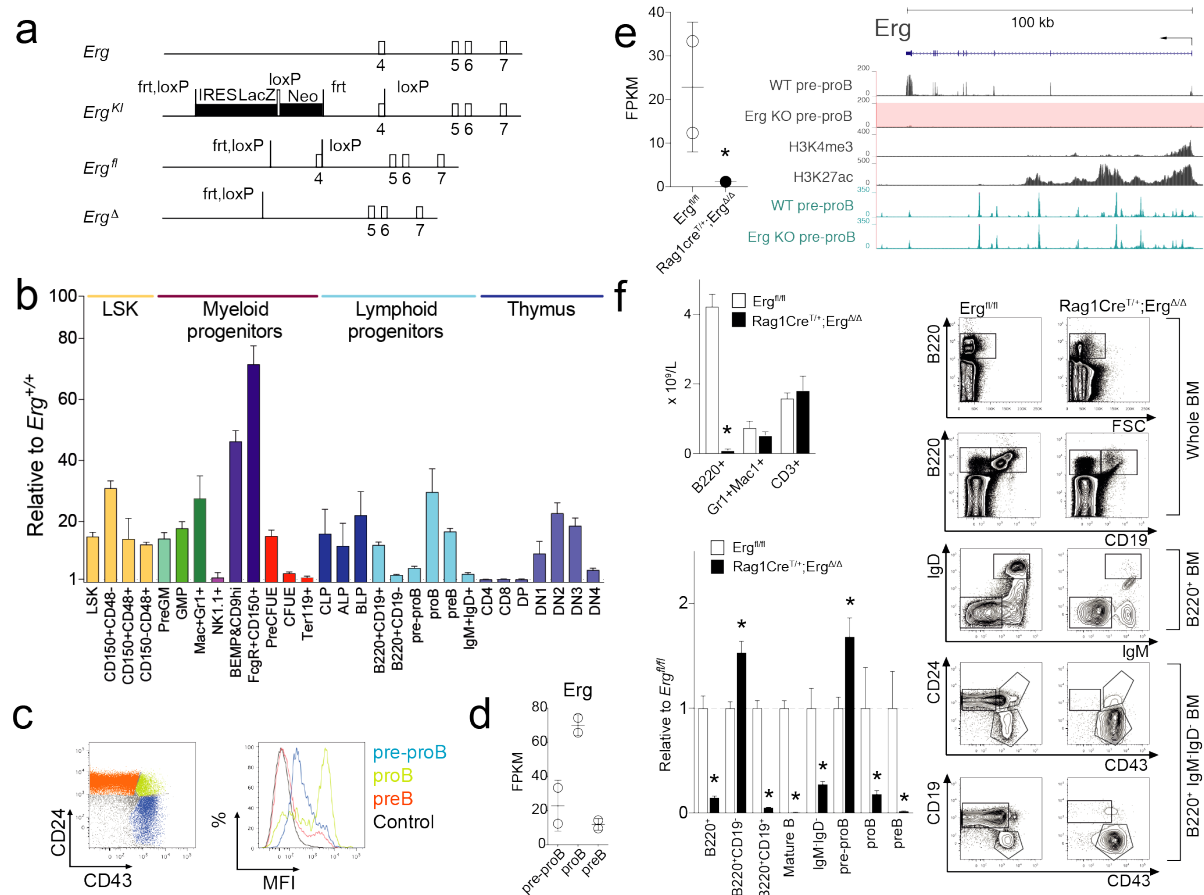 a
Erg
4
5 6
7
frt,loxP
IRESLacZ
loxP
Neo
frt
loxP
Erg^KI
4
5 6
7
frt,loxP
loxP
Erg^fl
4
5 6
7
frt,loxP
Erg^Δ
5 6
7
b
LSK
Myeloid
progenitors
Lymphoid
progenitors
Thymus
Relative to Erg+/+
100
80
60
40
20
1
LSK
CD150+CD48-
CD150+CD48+
CD150-CD48+
PreGM
GMP
Mac+Gr1+
NK1.1+
BEMP&CD9hi
FcgR+CD150+
PreCFUE
CFUE
Ter119+
CLP
ALP
BLP
B220+CD19+
B220+CD19-
pre-proB
proB
preB
IgM+IgD+
CD4
CD8
DP
DN1
DN2
DN3
DN4
c
CD24
CD43
%
MFI
pre-proB
proB
preB
Control
d
Erg
FPKM
80
60
40
20
0
pre-proB
proB
preB
e
FPKM
40
30
20
10
0
*
Erg^fl/fl
Rag1cre^T/+;Erg^Δ/Δ
100 kb
Erg
WT pre-proB
200
0
Erg KO pre-proB
200
0
H3K4me3
0
H3K27ac
0
WT pre-proB
350
0
Erg KO pre-proB
350
0
f
Erg^fl/fl
Rag1Cre^T/+;Erg^Δ/Δ
x 10^9/L
4
2
0
*
B220+
Gr1+Mac1+
CD3+
Erg^fl/fl
Rag1Cre^T/+;Erg^Δ/Δ
Relative to Erg^fl/fl
2
1
0
* * * * * * * *
B220+
B220+CD19-
B220+CD19+
Mature B
IgM-IgD-
pre-proB
proB
preB
Erg^fl/fl
Rag1Cre^T/+;Erg^Δ/Δ
B220
FSC
B220
CD19
Whole BM
IgD
IgM
B220+ BM
CD24
CD43
CD19
CD43
B220+ IgM-IgD- BM